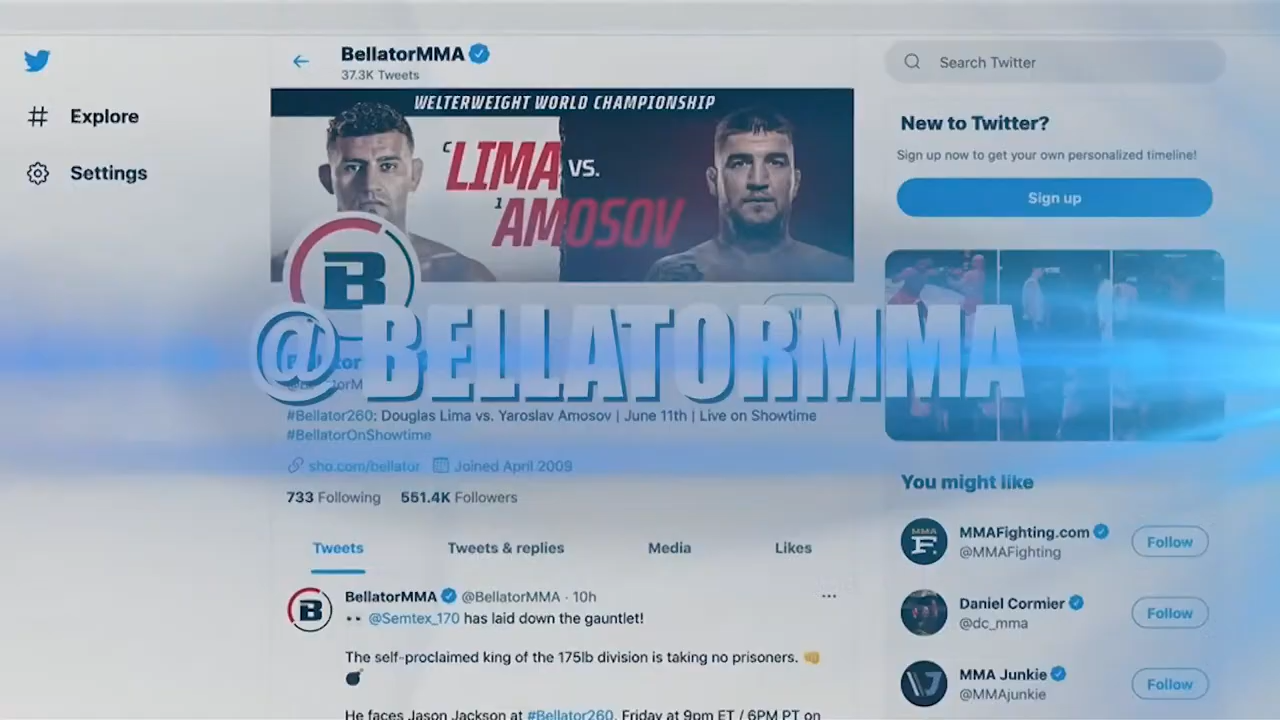 BellatorMMA
37.3K Tweets
Explore
Settings
WELTERWEIGHT WORLD CHAMPIONSHIP
C LIMA VS.
1 AMOSOV
B
@BELLATORMMA
#Bellator260: Douglas Lima vs. Yaroslav Amosov | June 11th | Live on Showtime
#BellatorOnShowtime
sho.com/bellator Joined April 2009
733 Following 551.4K Followers
Tweets Tweets & replies Media Likes
B
BellatorMMA @BellatorMMA · 10h
@Semtex_170 has laid down the gauntlet!
The self-proclaimed king of the 175lb division is taking no prisoners.
He faces Jason Jackson at #Bellator260, Friday at 9pm ET / 6PM PT on
Search Twitter
New to Twitter?
Sign up now to get your own personalized timeline!
Sign up
You might like
MMA
F.
MMAFighting.com
@MMAFighting
Follow
Daniel Cormier
@dc_mma
Follow
MMA Junkie
@MMAjunkie
Follow